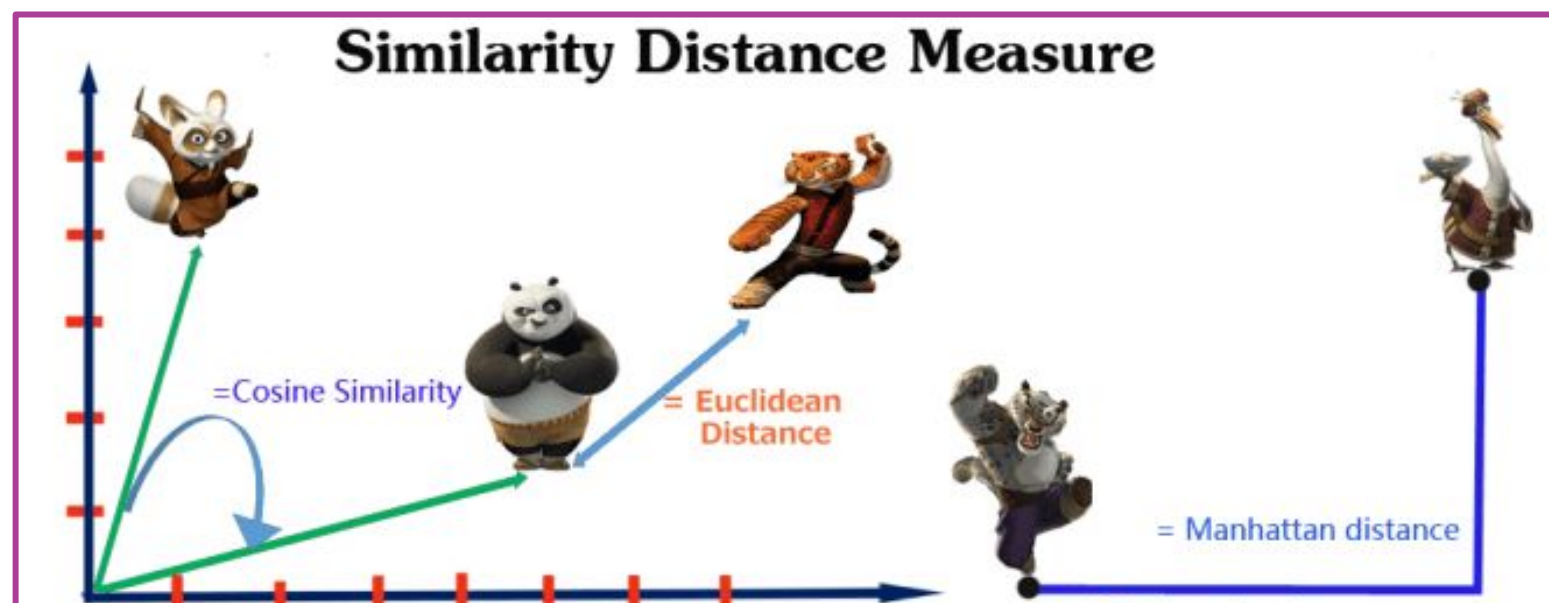 Similarity Distance Measure
=Cosine Similarity
= Euclidean
Distance
= Manhattan distance